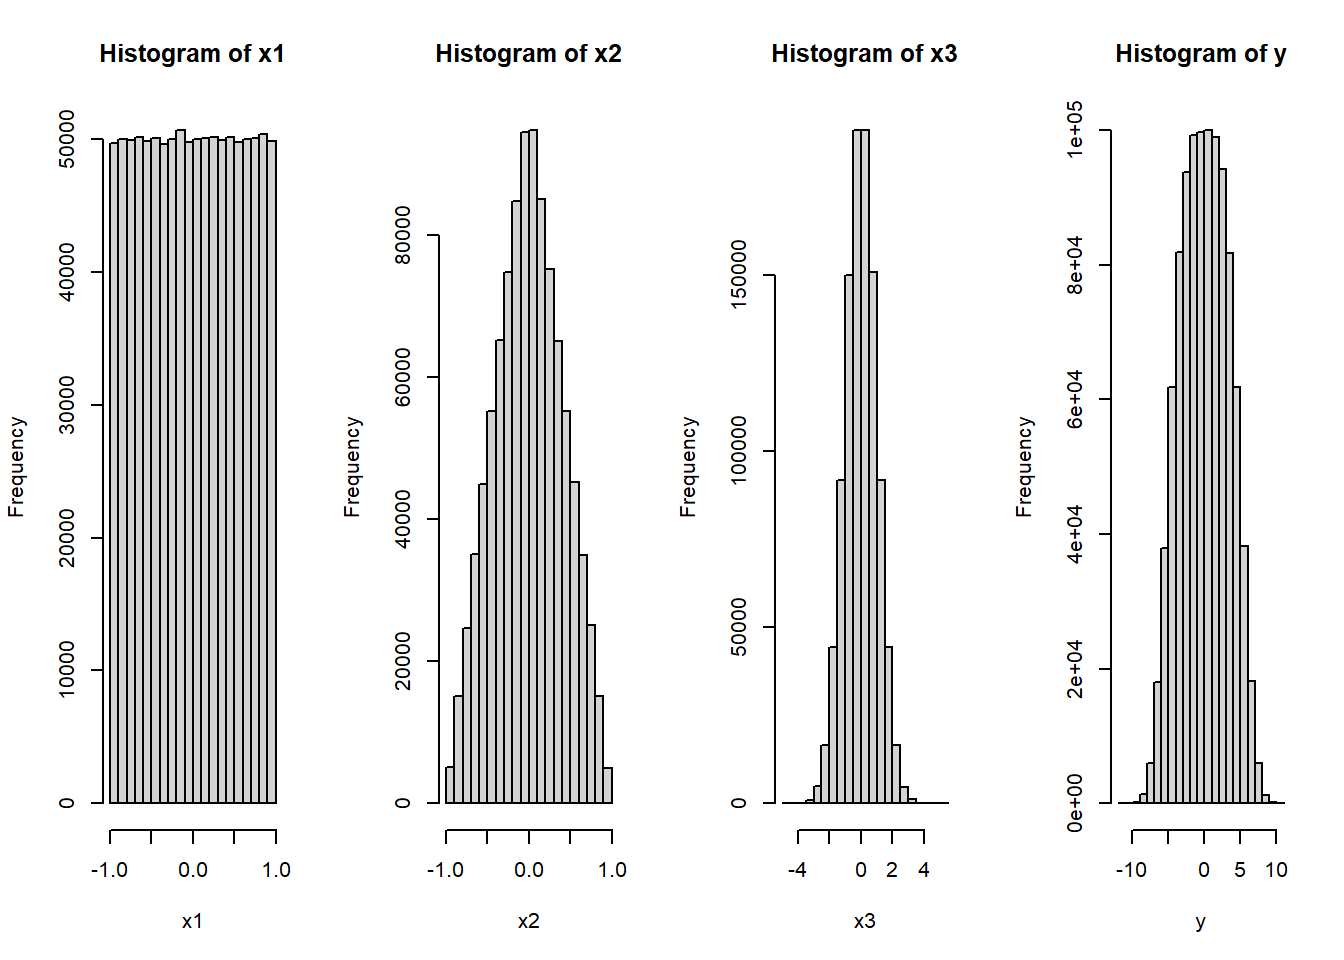 Histogram of x1
Frequency
50000
40000
30000
20000
10000
0
-1.0 0.0 1.0
x1
Histogram of x2
Frequency
80000
60000
40000
20000
0
-1.0 0.0 1.0
x2
Histogram of x3
Frequency
150000
100000
50000
0
-4 0 2 4
x3
Histogram of y
Frequency
1e+05
8e+04
6e+04
4e+04
2e+04
0e+00
-10 0 5 10
y